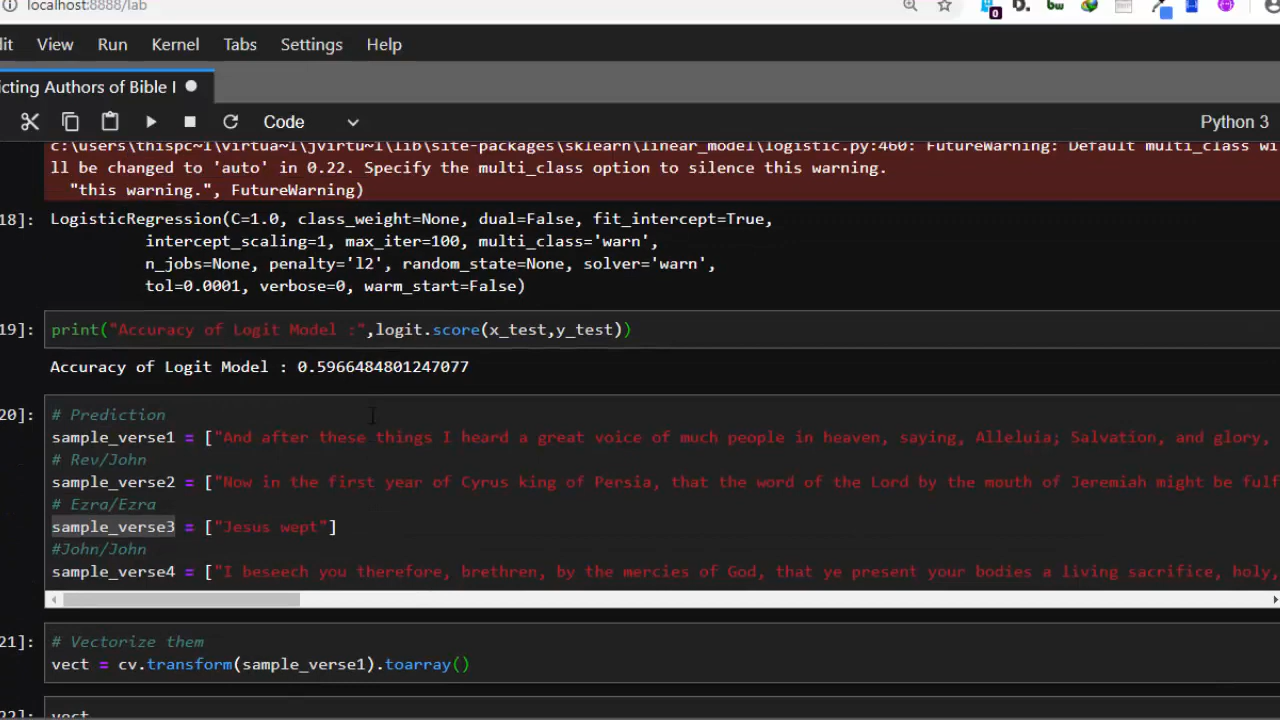 localhost:8888/lab
0
D.
bw
it View Run Kernel Tabs Settings Help
icting Authors of Bible I
Code
Python 3
c:\users\thispc~1\virtua~1\jvirtu~1\lib\site-packages\sklearn\linear_model\logistic.py:460: FutureWarning: Default multi_class wi
ll be changed to 'auto' in 0.22. Specify the multi_class option to silence this warning.
"this warning.", FutureWarning)
18]: LogisticRegression(C=1.0, class_weight=None, dual=False, fit_intercept=True,
intercept_scaling=1, max_iter=100, multi_class='warn',
n_jobs=None, penalty='l2', random_state=None, solver='warn',
tol=0.0001, verbose=0, warm_start=False)
19]: print("Accuracy of Logit Model :",logit.score(x_test,y_test))
Accuracy of Logit Model : 0.5966484801247077
20]: # Prediction
sample_verse1 = ["And after these things I heard a great voice of much people in heaven, saying, Alleluia; Salvation, and glory,
# Rev/John
sample_verse2 = ["Now in the first year of Cyrus king of Persia, that the word of the Lord by the mouth of Jeremiah might be fulf
# Ezra/Ezra
sample_verse3 = ["Jesus wept"]
#John/John
sample_verse4 = ["I beseech you therefore, brethren, by the mercies of God, that ye present your bodies a living sacrifice, holy,
21]: # Vectorize them
vect = cv.transform(sample_verse1).toarray()
22]: vect